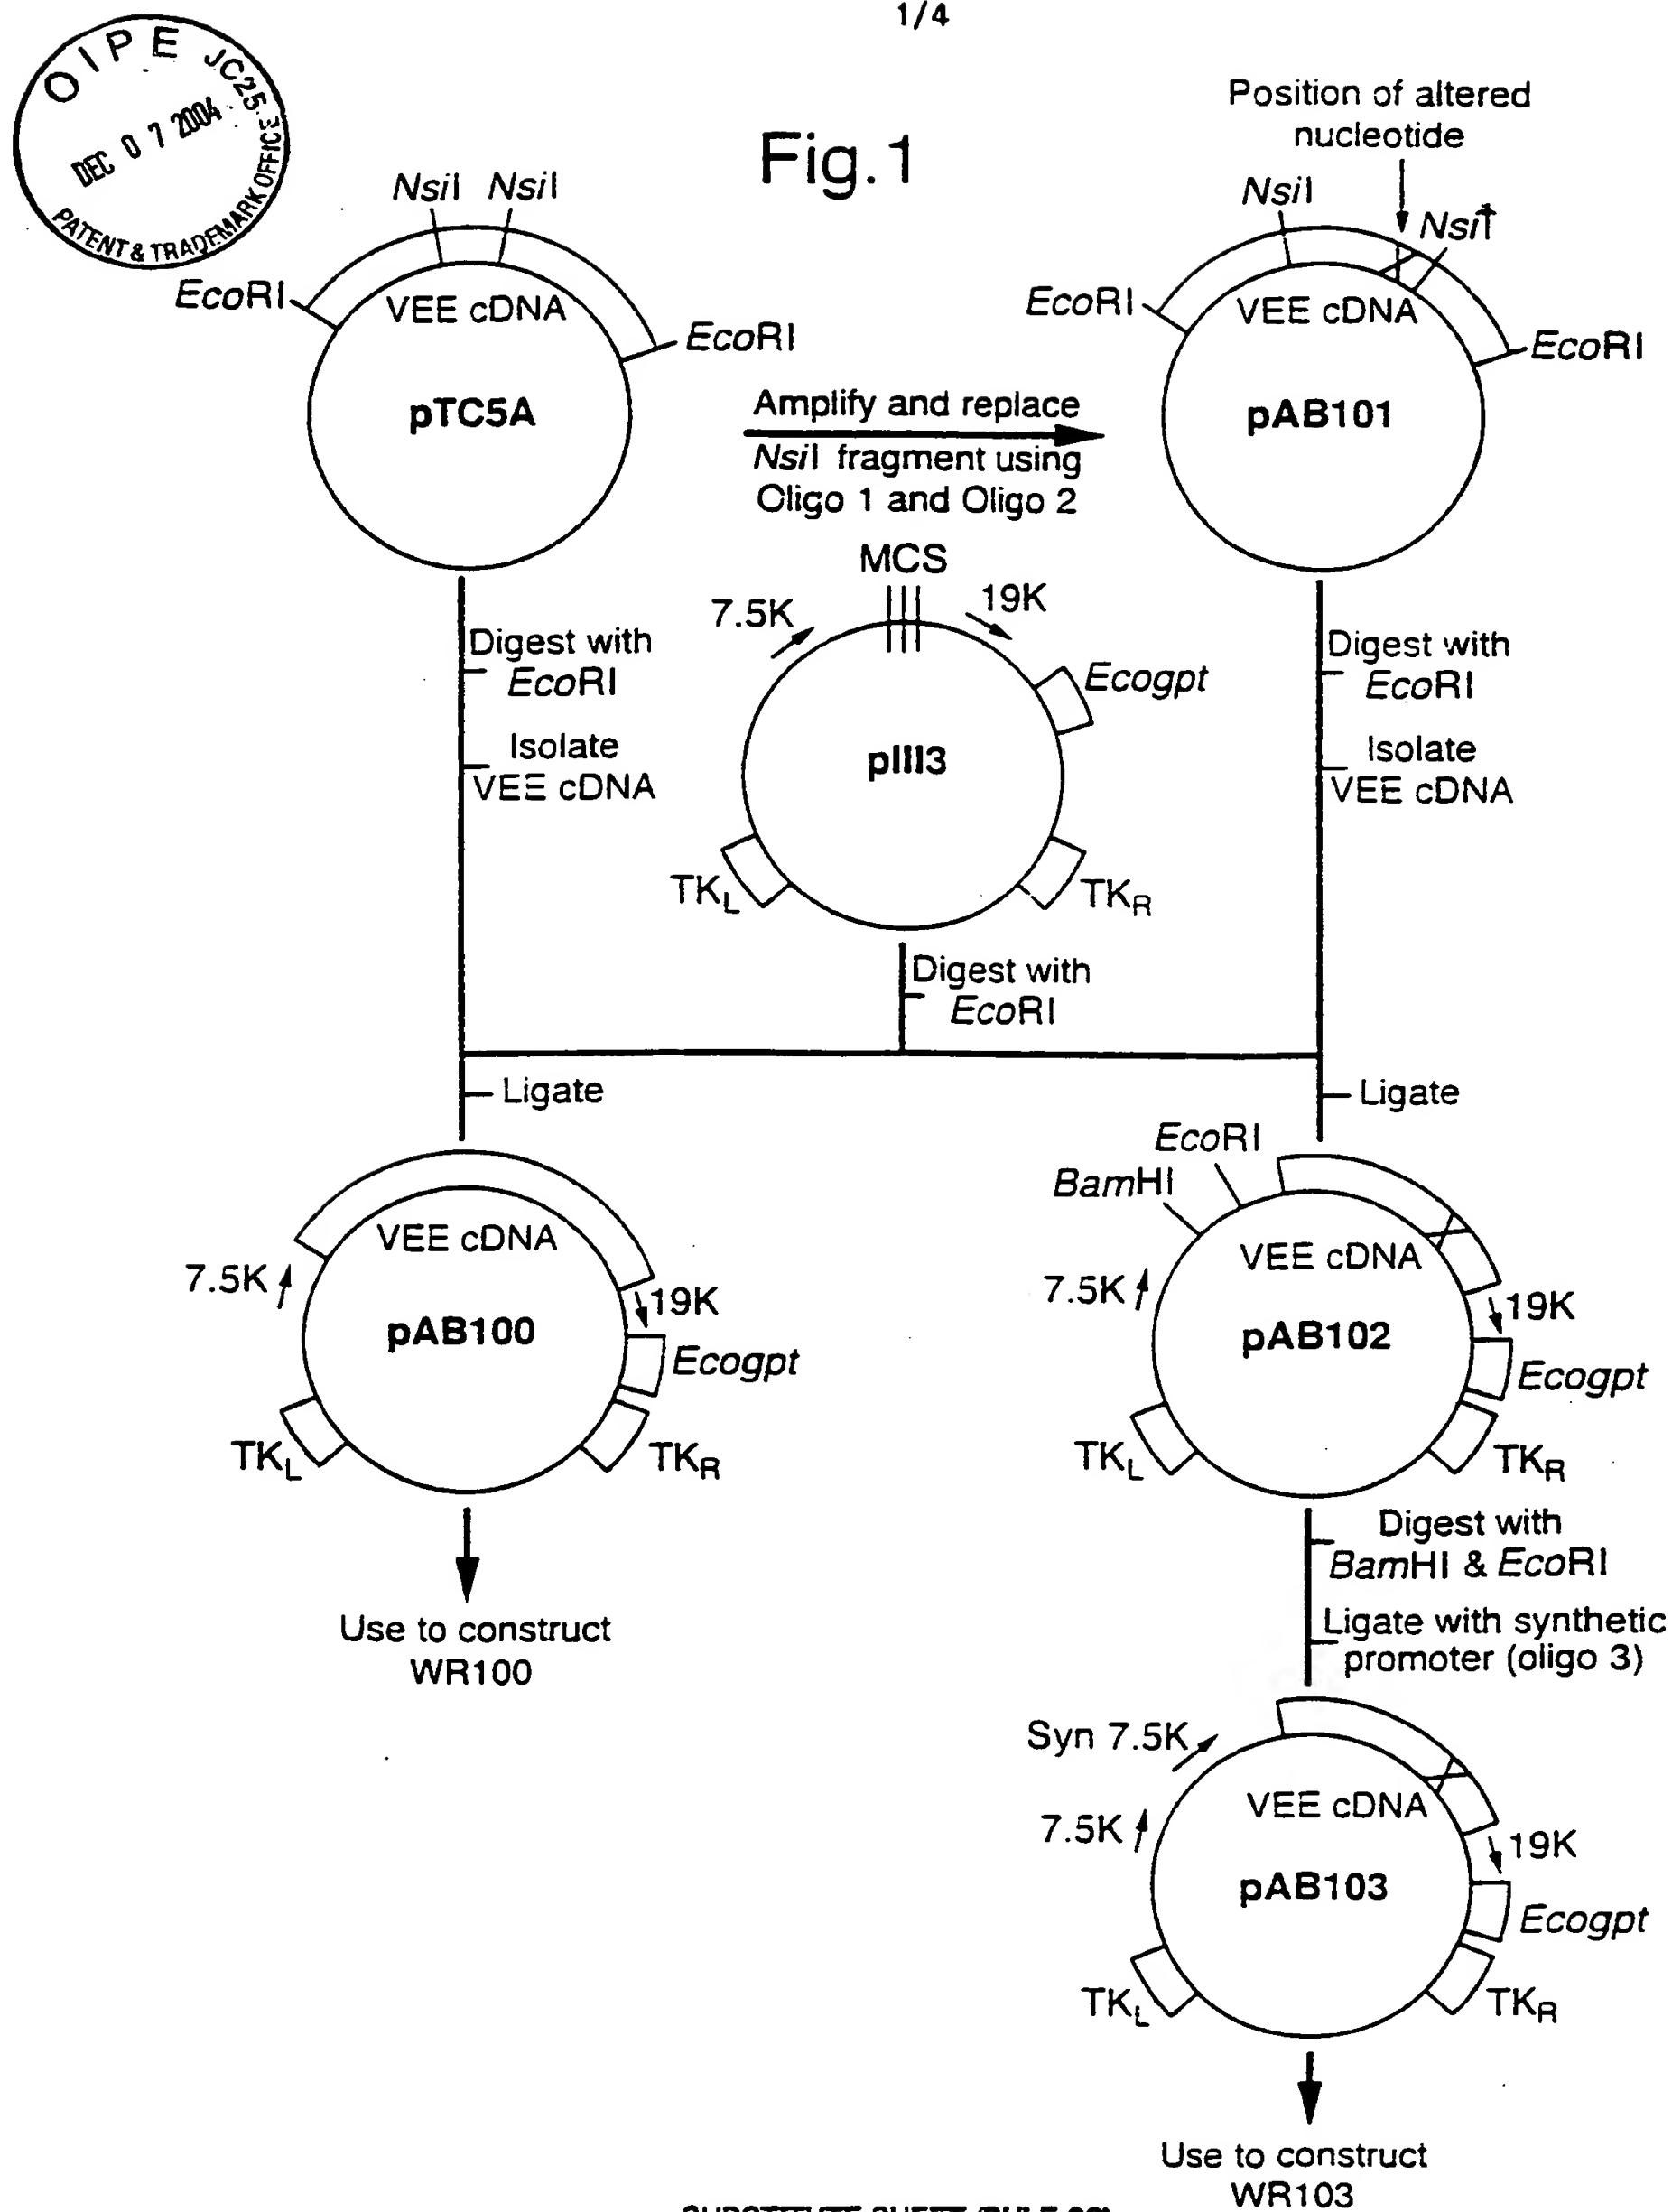 1/4
OIPE JC25
DEC 07 2004
PATENT & TRADEMARK OFFICE
Fig.1
Position of altered
nucleotide
NsiI NsiI
NsiI
NsiI
EcoRI
VEE cDNA
EcoRI
pTC5A
EcoRI
VEE cDNA
EcoRI
pAB101
Amplify and replace
NsiI fragment using
Oligo 1 and Oligo 2
MCS
7.5K
19K
Ecogpt
pIII3
TKL
TKR
Digest with
EcoRI
Isolate
VEE cDNA
Digest with
EcoRI
Isolate
VEE cDNA
Digest with
EcoRI
Ligate
Ligate
VEE cDNA
7.5K
19K
pAB100
Ecogpt
TKL
TKR
EcoRI
BamHI
VEE cDNA
7.5K
19K
pAB102
Ecogpt
TKL
TKR
Use to construct
WR100
Digest with
BamHI & EcoRI
Ligate with synthetic
promoter (oligo 3)
Syn 7.5K
VEE cDNA
7.5K
19K
pAB103
Ecogpt
TKL
TKR
Use to construct
WR103